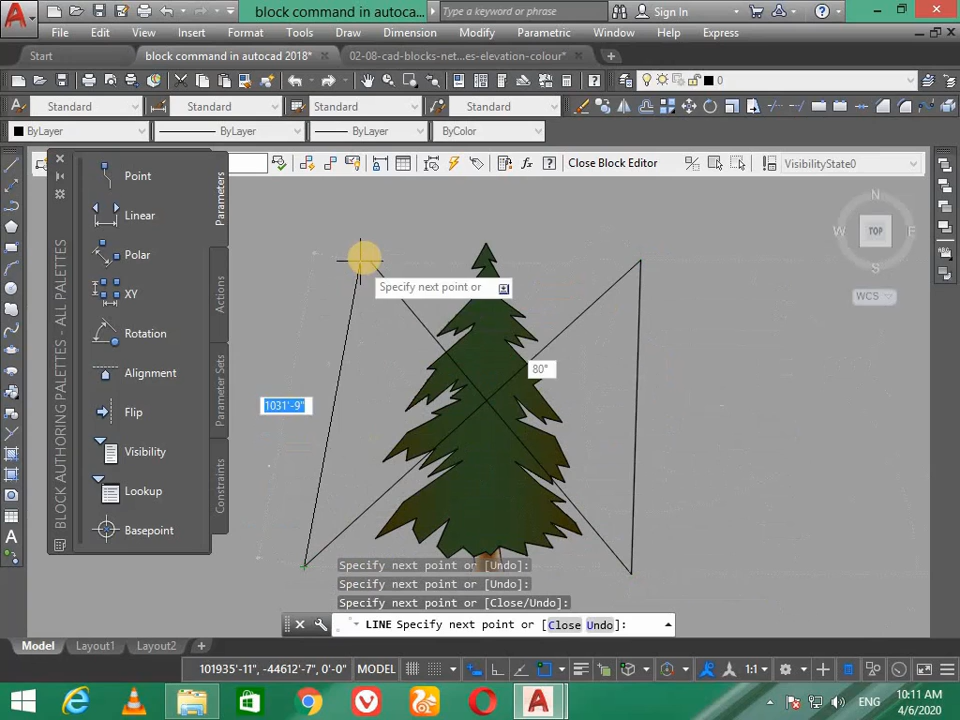 block command in autoca...
Type a keyword or phrase
Sign In
File Edit View Insert Format Tools Draw Dimension Modify Parametric Window Help Express
Start
block command in autocad 2018*
02-08-cad-blocks-net...es-elevation-colour*
0
Standard
Standard
Standard
Standard
ByLayer
ByLayer
ByLayer
ByColor
Close Block Editor
VisibilityState0
Point
Linear
Polar
XY
Rotation
Alignment
Flip
Visibility
Lookup
Basepoint
Parameters
Actions
Parameter Sets
Constraints
BLOCK AUTHORING PALETTES - ALL PALETTES
N
W
TOP
E
S
WCS
Specify next point or
80°
1031'-9"
Specify next point or [Undo]:
Specify next point or [Undo]:
Specify next point or [Close/Undo]:
LINE Specify next point or [Close Undo]:
Model Layout1 Layout2
101935'-11", -44612'-7", 0'-0" MODEL
1:1
ENG
10:11 AM
4/6/2020